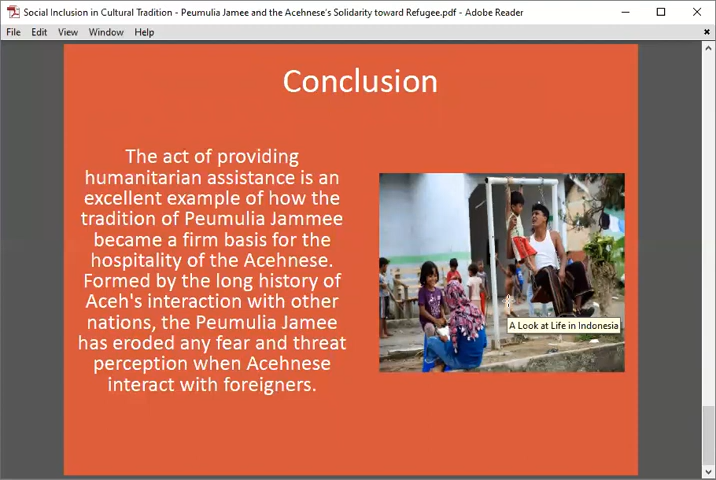 Social Inclusion in Cultural Tradition - Peumulia Jamee and the Acehnese's Solidarity toward Refugee.pdf - Adobe Reader
File Edit View Window Help
Conclusion
The act of providing
humanitarian assistance is an
excellent example of how the
tradition of Peumulia Jammee
became a firm basis for the
hospitality of the Acehnese.
Formed by the long history of
Aceh's interaction with other
nations, the Peumulia Jamee
has eroded any fear and threat
perception when Acehnese
interact with foreigners.
A Look at Life in Indonesia